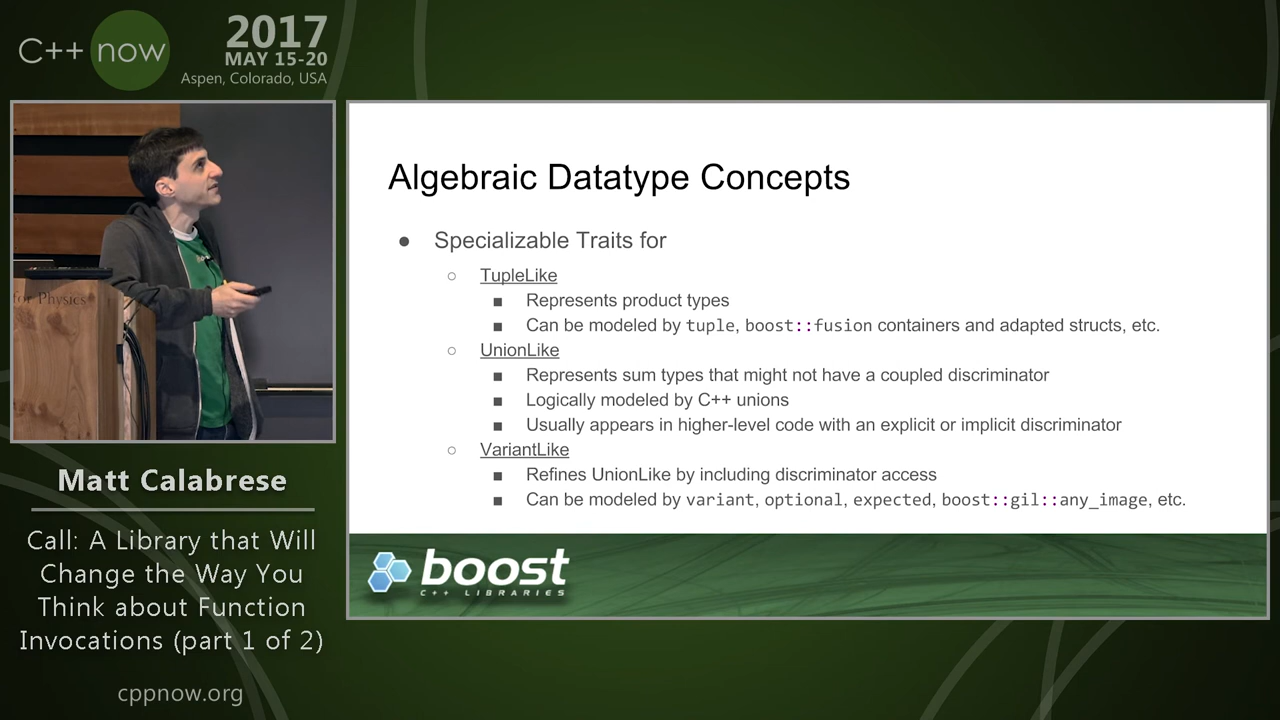 C++ now
2017
MAY 15-20
Aspen, Colorado, USA
for Physics
Algebraic Datatype Concepts
● Specializable Traits for
○ TupleLike
■ Represents product types
■ Can be modeled by tuple, boost::fusion containers and adapted structs, etc.
○ UnionLike
■ Represents sum types that might not have a coupled discriminator
■ Logically modeled by C++ unions
■ Usually appears in higher-level code with an explicit or implicit discriminator
○ VariantLike
■ Refines UnionLike by including discriminator access
■ Can be modeled by variant, optional, expected, boost::gil::any_image, etc.
boost
C++ LIBRARIES
Matt Calabrese
Call: A Library that Will
Change the Way You
Think about Function
Invocations (part 1 of 2)
cppnow.org